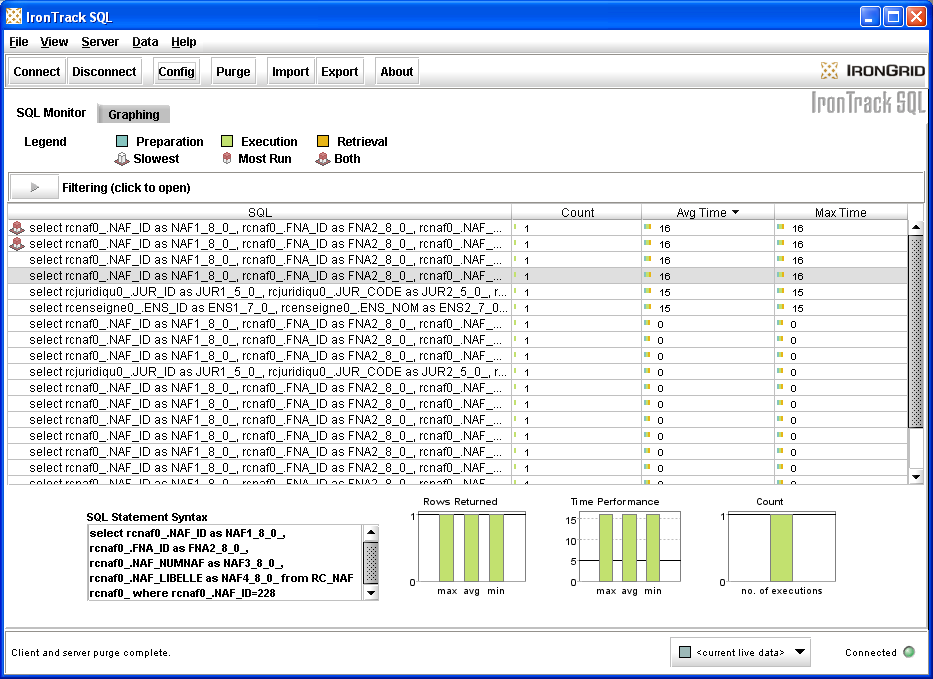 IronTrack SQL
File View Server Data Help
Connect Disconnect Config Purge Import Export About IRONGRID
IronTrack SQL
SQL Monitor Graphing
Legend Preparation Execution Retrieval
Slowest Most Run Both
Filtering (click to open)
SQL Count Avg Time Max Time
select rcnaf0_.NAF_ID as NAF1_8_0_, rcnaf0_.FNA_ID as FNA2_8_0_, rcnaf0_.NAF_... 1 16 16
select rcnaf0_.NAF_ID as NAF1_8_0_, rcnaf0_.FNA_ID as FNA2_8_0_, rcnaf0_.NAF_... 1 16 16
select rcnaf0_.NAF_ID as NAF1_8_0_, rcnaf0_.FNA_ID as FNA2_8_0_, rcnaf0_.NAF_... 1 16 16
select rcnaf0_.NAF_ID as NAF1_8_0_, rcnaf0_.FNA_ID as FNA2_8_0_, rcnaf0_.NAF_... 1 16 16
select rcjuridiqu0_.JUR_ID as JUR1_5_0_, rcjuridiqu0_.JUR_CODE as JUR2_5_0_, r... 1 15 15
select rcenseigne0_.ENS_ID as ENS1_7_0_, rcenseigne0_.ENS_NOM as ENS2_7_0... 1 15 15
select rcnaf0_.NAF_ID as NAF1_8_0_, rcnaf0_.FNA_ID as FNA2_8_0_, rcnaf0_.NAF_... 1 0 0
select rcnaf0_.NAF_ID as NAF1_8_0_, rcnaf0_.FNA_ID as FNA2_8_0_, rcnaf0_.NAF_... 1 0 0
select rcnaf0_.NAF_ID as NAF1_8_0_, rcnaf0_.FNA_ID as FNA2_8_0_, rcnaf0_.NAF_... 1 0 0
select rcjuridiqu0_.JUR_ID as JUR1_5_0_, rcjuridiqu0_.JUR_CODE as JUR2_5_0_, r... 1 0 0
select rcnaf0_.NAF_ID as NAF1_8_0_, rcnaf0_.FNA_ID as FNA2_8_0_, rcnaf0_.NAF_... 1 0 0
select rcnaf0_.NAF_ID as NAF1_8_0_, rcnaf0_.FNA_ID as FNA2_8_0_, rcnaf0_.NAF_... 1 0 0
select rcnaf0_.NAF_ID as NAF1_8_0_, rcnaf0_.FNA_ID as FNA2_8_0_, rcnaf0_.NAF_... 1 0 0
select rcnaf0_.NAF_ID as NAF1_8_0_, rcnaf0_.FNA_ID as FNA2_8_0_, rcnaf0_.NAF_... 1 0 0
select rcnaf0_.NAF_ID as NAF1_8_0_, rcnaf0_.FNA_ID as FNA2_8_0_, rcnaf0_.NAF_... 1 0 0
select rcnaf0_.NAF_ID as NAF1_8_0_, rcnaf0_.FNA_ID as FNA2_8_0_, rcnaf0_.NAF_... 1 0 0
select rcnaf0_.NAF_ID as NAF1_8_0_, rcnaf0_.FNA_ID as FNA2_8_0_, rcnaf0_.NAF_... 1 0 0
SQL Statement Syntax
select rcnaf0_.NAF_ID as NAF1_8_0_,
rcnaf0_.FNA_ID as FNA2_8_0_,
rcnaf0_.NAF_NUMNAF as NAF3_8_0_,
rcnaf0_.NAF_LIBELLE as NAF4_8_0_ from RC_NAF
rcnaf0_ where rcnaf0_.NAF_ID=228
Rows Returned
1
0
max avg min
Time Performance
15
10
5
0
max avg min
Count
1
0
no. of executions
Client and server purge complete. <current live data> Connected